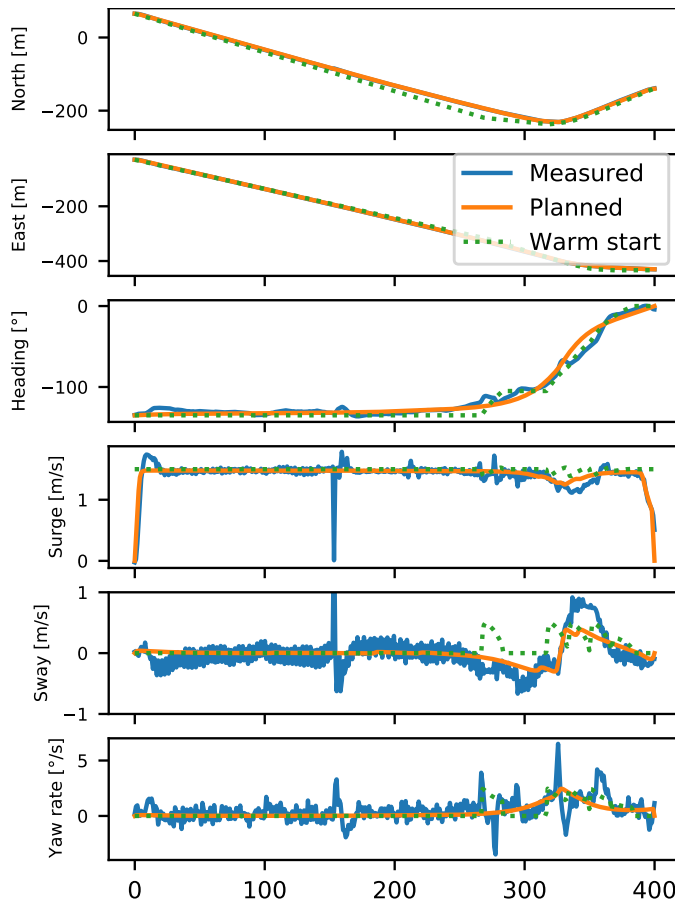 North [m]
0
−200
East [m]
−200
−400
Measured
Planned
Warm start
Heading [°]
0
−100
Surge [m/s]
1
0
Sway [m/s]
1
0
−1
Yaw rate [°/s]
5
0
0 100 200 300 400